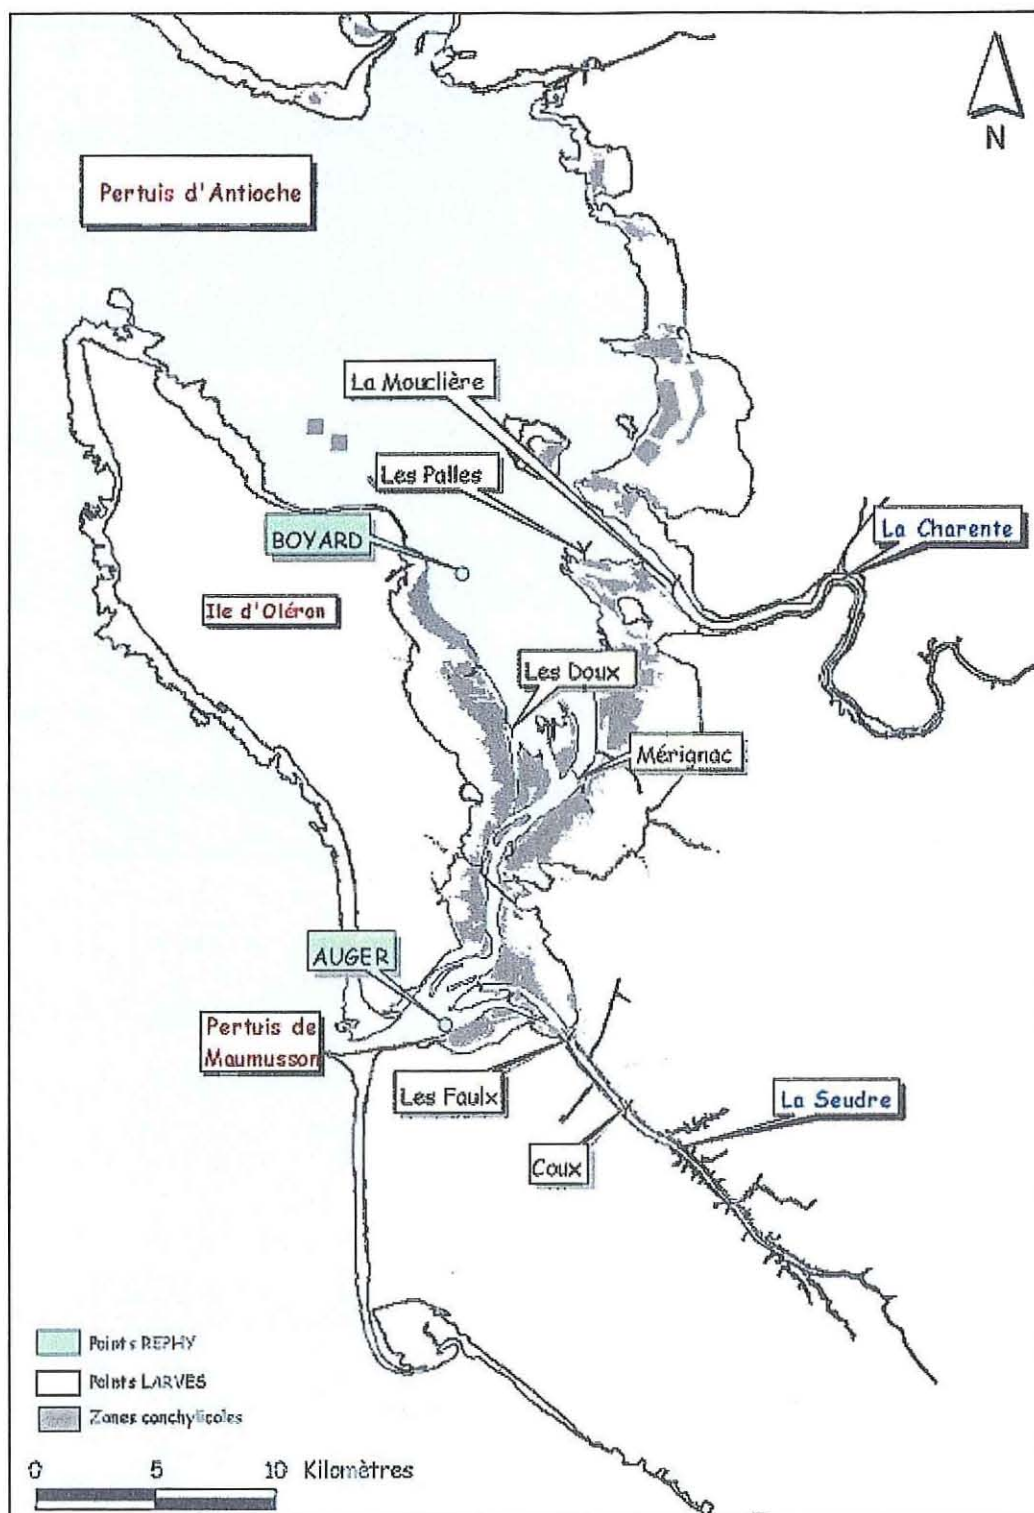 N
Pertuis d'Antioche
La Mouclière
Les Palles
La Charente
BOYARD
Ile d'Oléron
Les Doux
Mérignac
AUGER
Pertuis de
Maumusson
Les Faulx
La Seudre
Coux
Points REPHY
Points LARVES
Zones conchylicoles
0 5 10 Kilomètres